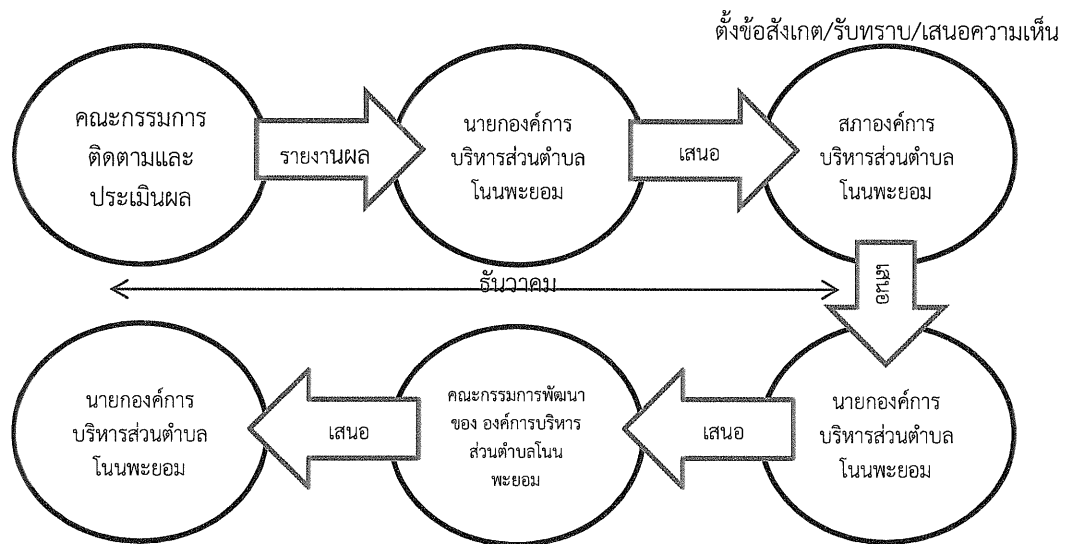 ตั้งข้อสังเกต/รับทราบ/เสนอความเห็น
คณะกรรมการ
ติดตามและ
ประเมินผล
รายงานผล
นายกองค์การ
บริหารส่วนตำบล
โนนพะยอม
เสนอ
สภาองค์การ
บริหารส่วนตำบล
โนนพะยอม
เสนอ
ธันวาคม
นายกองค์การ
บริหารส่วนตำบล
โนนพะยอม
เสนอ
คณะกรรมการพัฒนา
ของ องค์การบริหาร
ส่วนตำบลโนน
พะยอม
เสนอ
นายกองค์การ
บริหารส่วนตำบล
โนนพะยอม